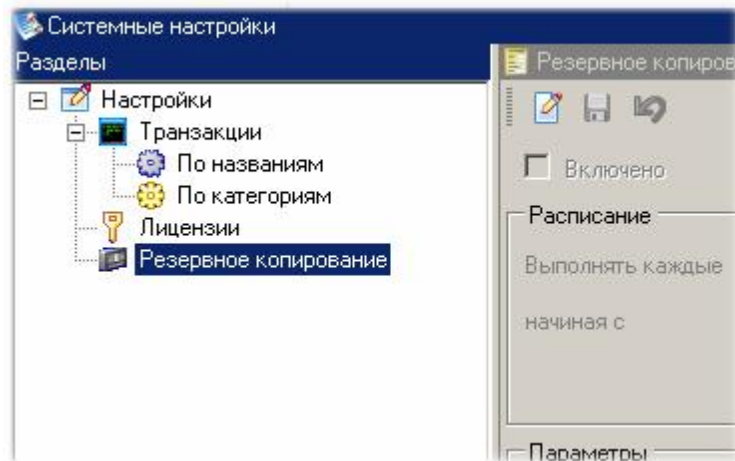 Системные настройки
Разделы
Настройки
Транзакции
По названиям
По категориям
Лицензии
Резервное копирование
Резервное копиров
Включено
Расписание
Выполнять каждые
начиная с
Параметры